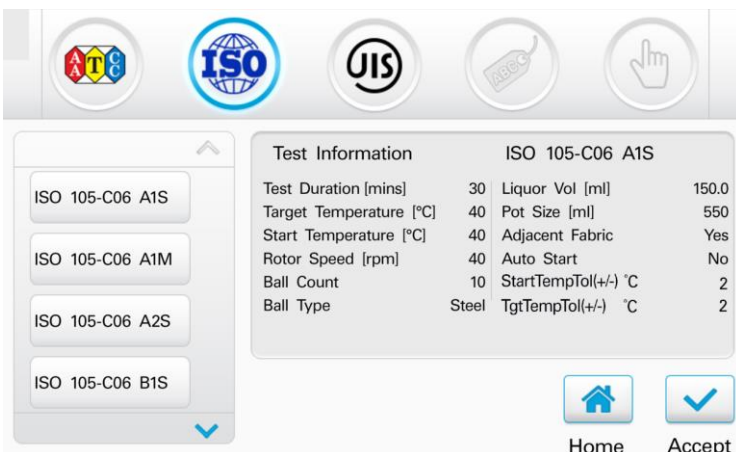 AATCC
ISO
JIS
ABC
ISO 105-C06 A1S
ISO 105-C06 A1M
ISO 105-C06 A2S
ISO 105-C06 B1S
Test Information ISO 105-C06 A1S
Test Duration [mins] 30 Liquor Vol [ml] 150.0
Target Temperature [°C] 40 Pot Size [ml] 550
Start Temperature [°C] 40 Adjacent Fabric Yes
Rotor Speed [rpm] 40 Auto Start No
Ball Count 10 StartTempTol(+/-) °C 2
Ball Type Steel TgtTempTol(+/-) °C 2
Home Accept